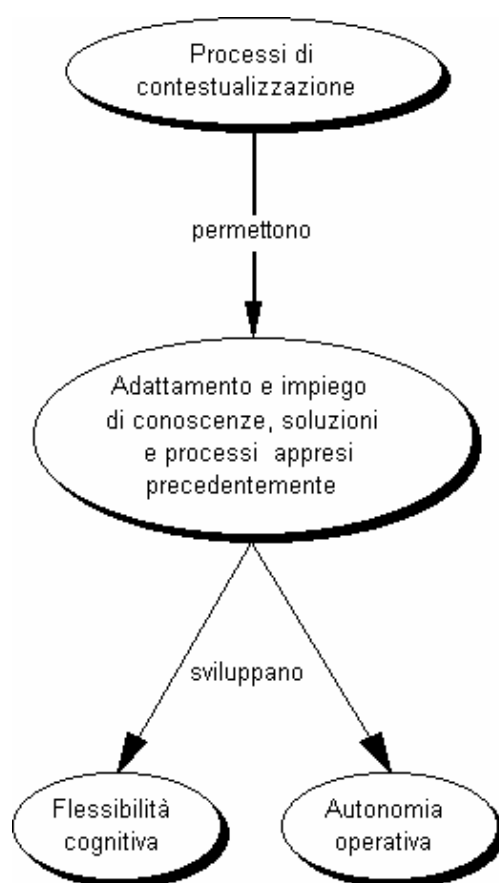 Processi di
contestualizzazione
permettono
Adattamento e impiego
di conoscenze, soluzioni
e processi appresi
precedentemente
sviluppano
Flessibilità
cognitiva
Autonomia
operativa